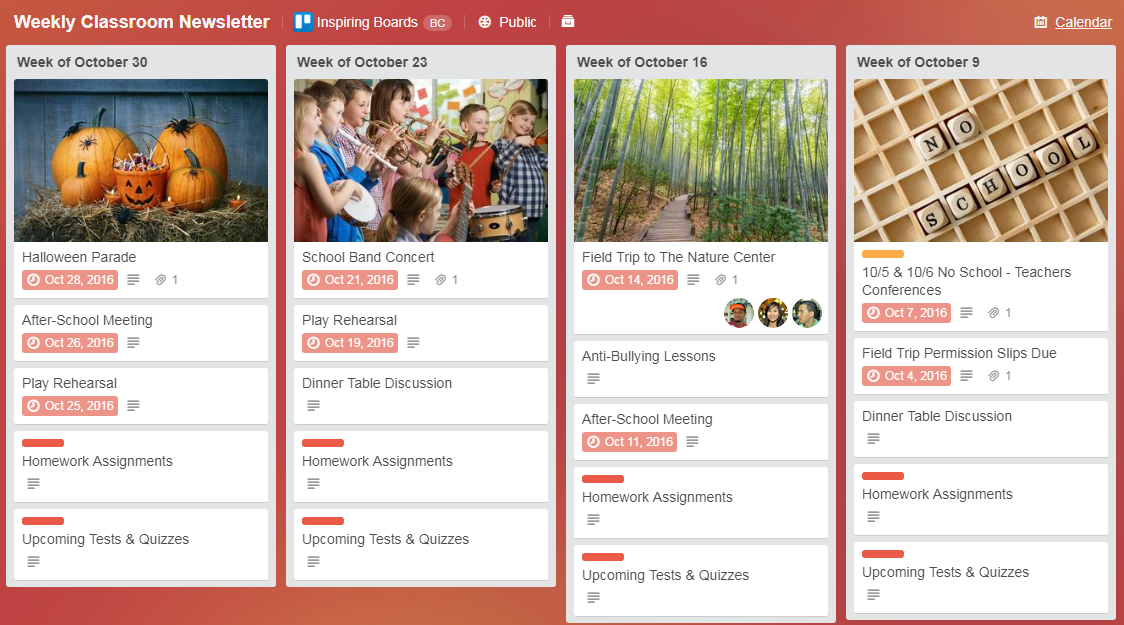 Weekly Classroom Newsletter
Inspiring Boards BC
Public
Calendar
Week of October 30
Halloween Parade
Oct 28, 2016 1
After-School Meeting
Oct 26, 2016
Play Rehearsal
Oct 25, 2016
Homework Assignments
Upcoming Tests & Quizzes
Week of October 23
School Band Concert
Oct 21, 2016 1
Play Rehearsal
Oct 19, 2016
Dinner Table Discussion
Homework Assignments
Upcoming Tests & Quizzes
Week of October 16
Field Trip to The Nature Center
Oct 14, 2016 1
Anti-Bullying Lessons
After-School Meeting
Oct 11, 2016
Homework Assignments
Upcoming Tests & Quizzes
Week of October 9
NO
SCHOOL
10/5 & 10/6 No School - Teachers
Conferences
Oct 7, 2016 1
Field Trip Permission Slips Due
Oct 4, 2016 1
Dinner Table Discussion
Homework Assignments
Upcoming Tests & Quizzes